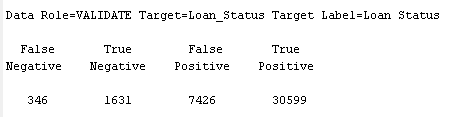 Data Role=VALIDATE Target=Loan_Status Target Label=Loan Status
False True False True
Negative Negative Positive Positive
346 1631 7426 30599